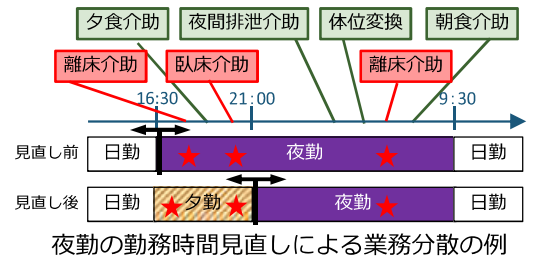 夕食介助 夜間排泄介助 体位変換 朝食介助
離床介助 臥床介助 離床介助
16:30 21:00 9:30
見直し前 日勤 夜勤 日勤
見直し後 日勤 夕勤 夜勤 日勤
夜勤の勤務時間見直しによる業務分散の例